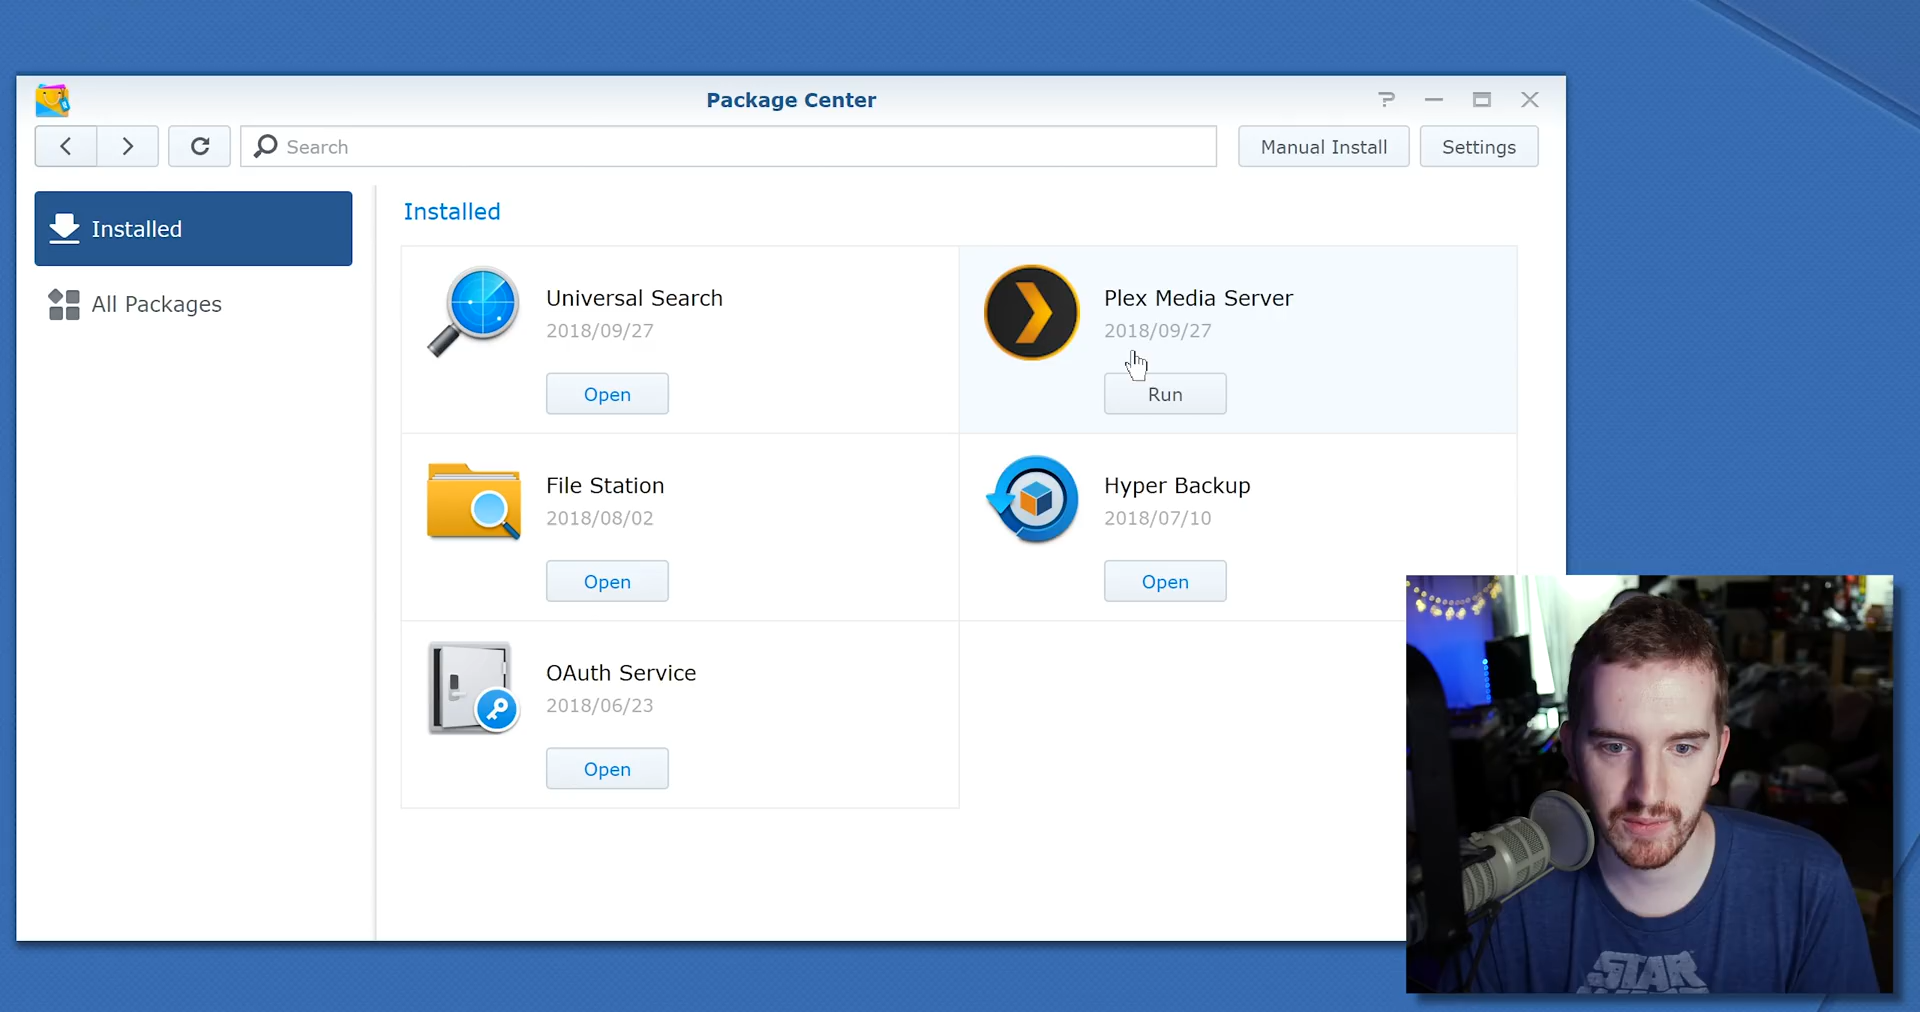 Package Center
Search
Manual Install
Settings
Installed
All Packages
Installed
Universal Search
2018/09/27
Open
Plex Media Server
2018/09/27
Run
File Station
2018/08/02
Open
Hyper Backup
2018/07/10
Open
OAuth Service
2018/06/23
Open
STAR